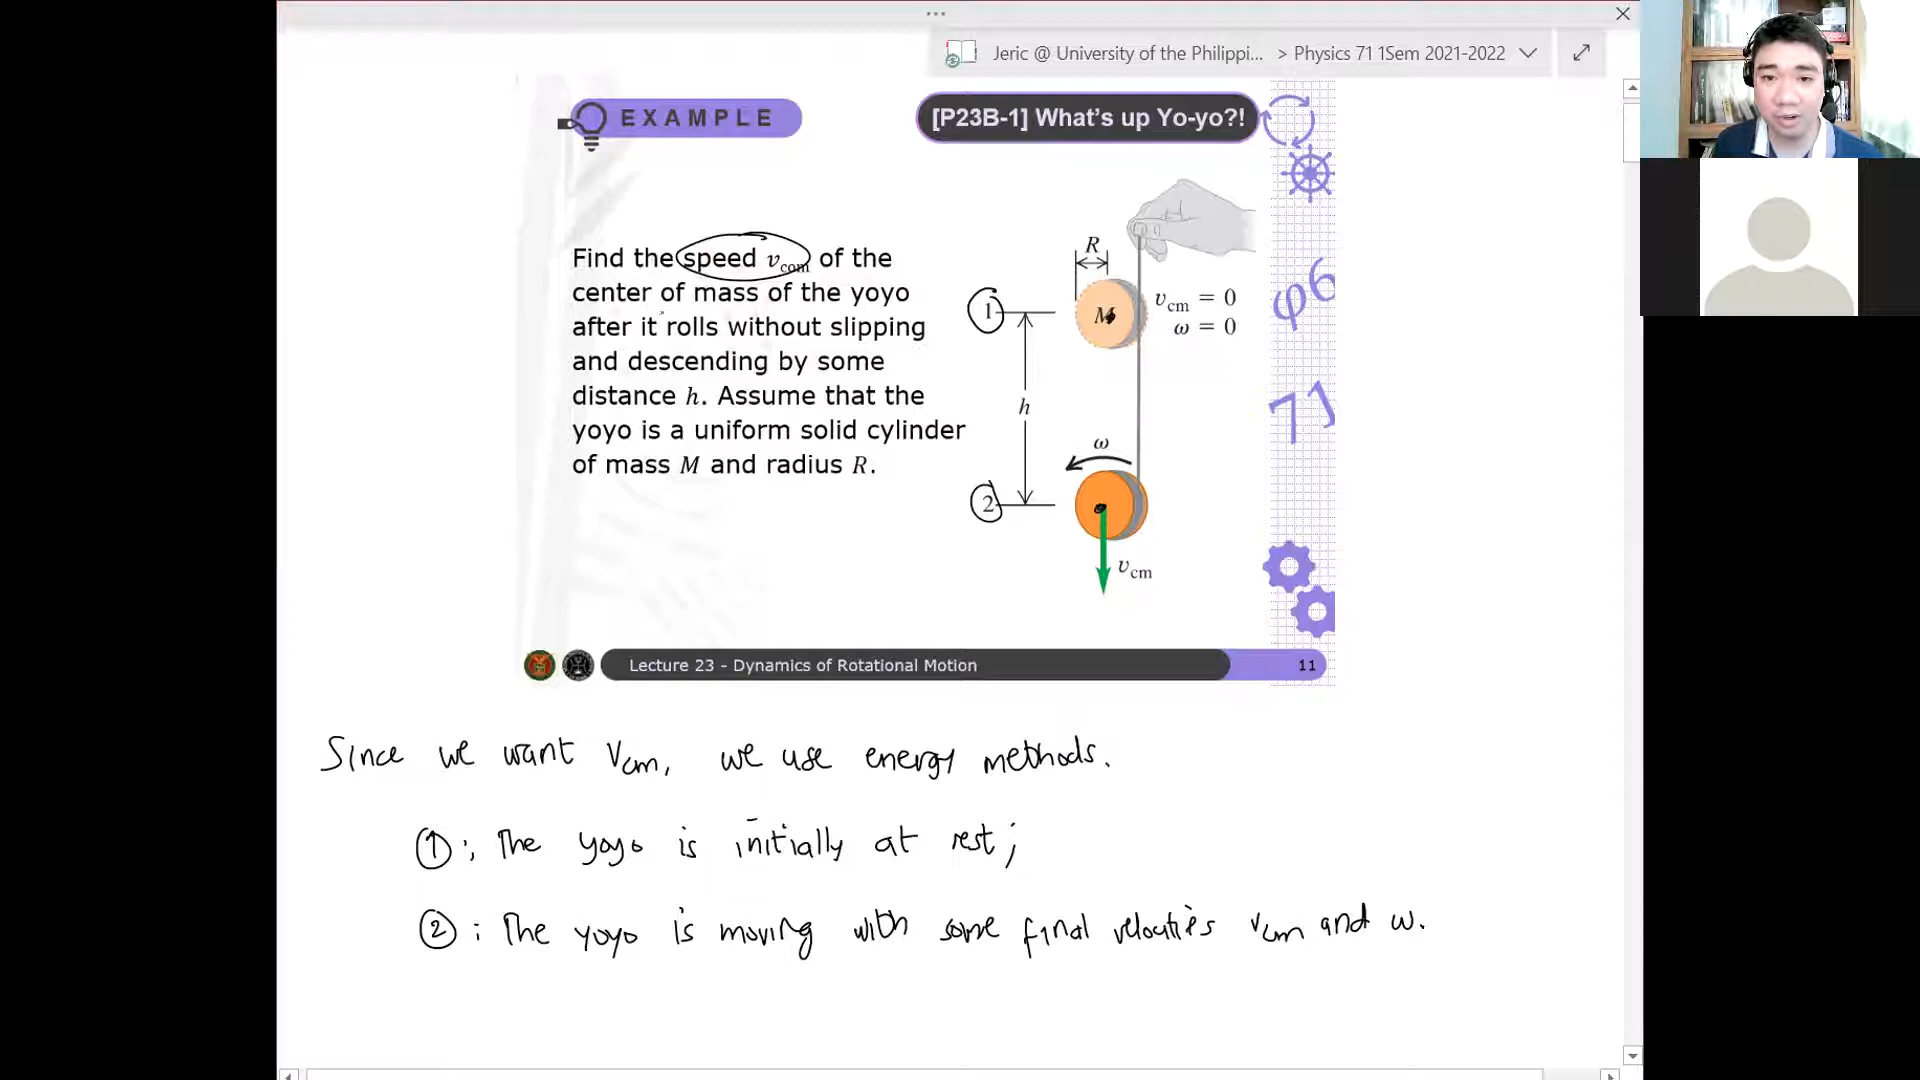 Jeric @ University of the Philippi... > Physics 71 1Sem 2021-2022
EXAMPLE
[P23B-1] What's up Yo-yo?!
Find the speed v_com of the
center of mass of the yoyo
after it rolls without slipping
and descending by some
distance h. Assume that the
yoyo is a uniform solid cylinder
of mass M and radius R.
R
1
M
v_cm = 0
ω = 0
h
ω
2
v_cm
φ6
71
Lecture 23 - Dynamics of Rotational Motion
11
Since we want v_cm, we use energy methods.
①: The yoyo is initially at rest;
②: The yoyo is moving with some final velocities v_cm and ω.